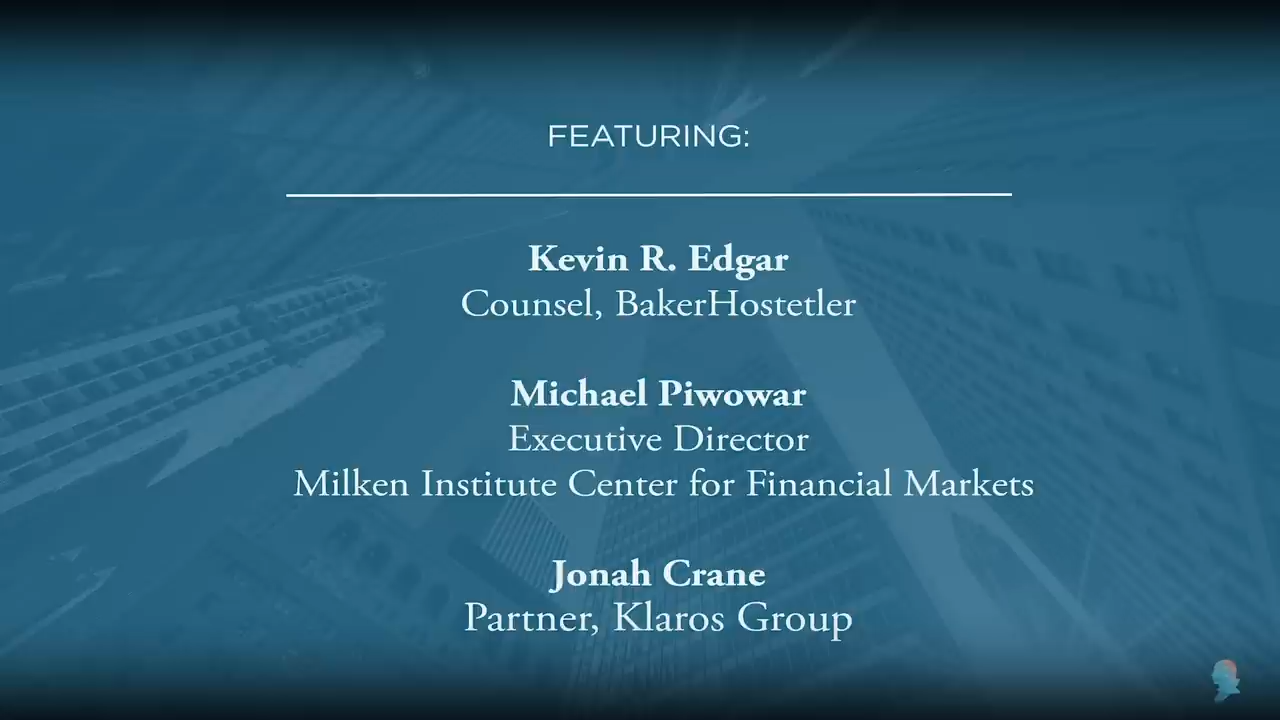 FEATURING:
Kevin R. Edgar
Counsel, BakerHostetler
Michael Piwowar
Executive Director
Milken Institute Center for Financial Markets
Jonah Crane
Partner, Klaros Group